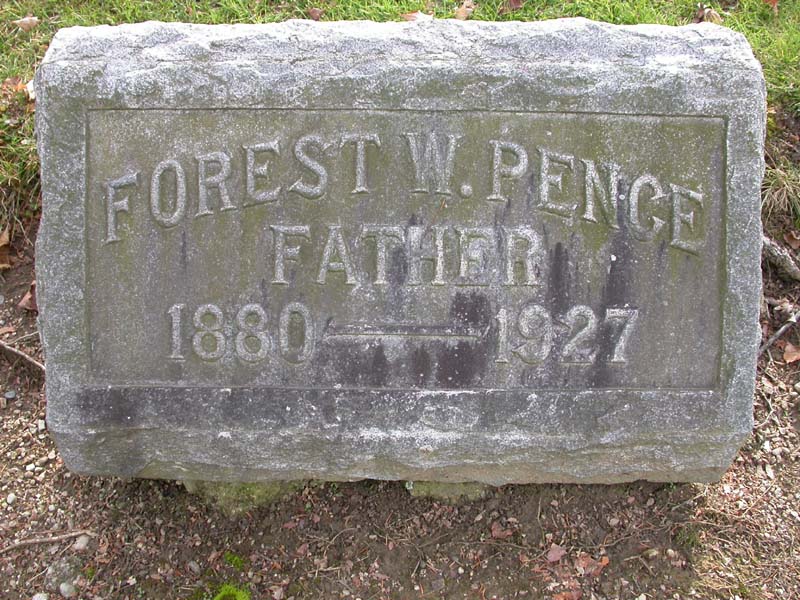 FOREST W. PENCE
FATHER
1880 — 1927